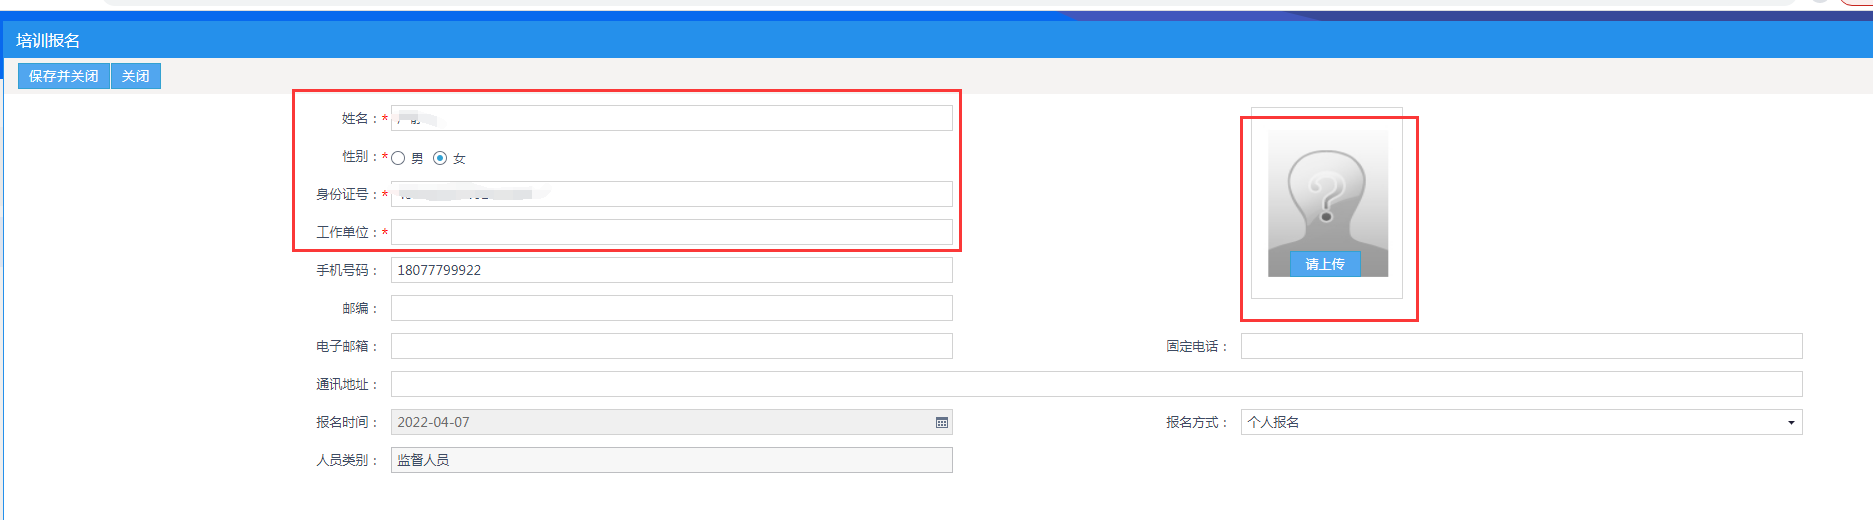 培训报名
保存并关闭 关闭
姓名：*
性别：* 男 女
身份证号：*
工作单位：*
请上传
手机号码： 18077799922
邮编：
电子邮箱： 固定电话：
通讯地址：
报名时间： 2022-04-07 报名方式： 个人报名
人员类别： 监督人员